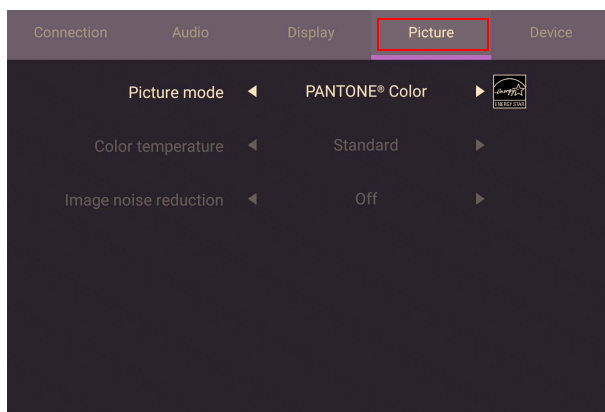 Connection Audio Display Picture Device
Picture mode PANTONE® Color
ENERGY STAR
Color temperature Standard
Image noise reduction Off